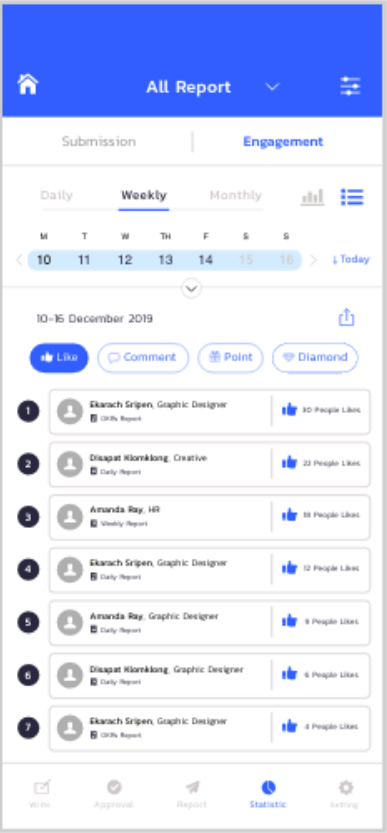 All Report
Submission
Engagement
Daily
Weekly
Monthly
M T W TH F S S
10 11 12 13 14 15 16
↓ Today
10-16 December 2019
Like
Comment
Point
Diamond
1
Ekarach Sripen, Graphic Designer
OKRs Report
30 People Likes
2
Disapat Klomklong, Creative
Daily Report
22 People Likes
3
Amanda Ray, HR
Weekly Report
18 People Likes
4
Ekarach Sripen, Graphic Designer
Daily Report
12 People Likes
5
Amanda Ray, Graphic Designer
Daily Report
9 People Likes
6
Disapat Klomklong, Graphic Designer
Daily Report
6 People Likes
7
Ekarach Sripen, Graphic Designer
OKRs Report
4 People Likes
Write
Approval
Report
Statistic
Setting